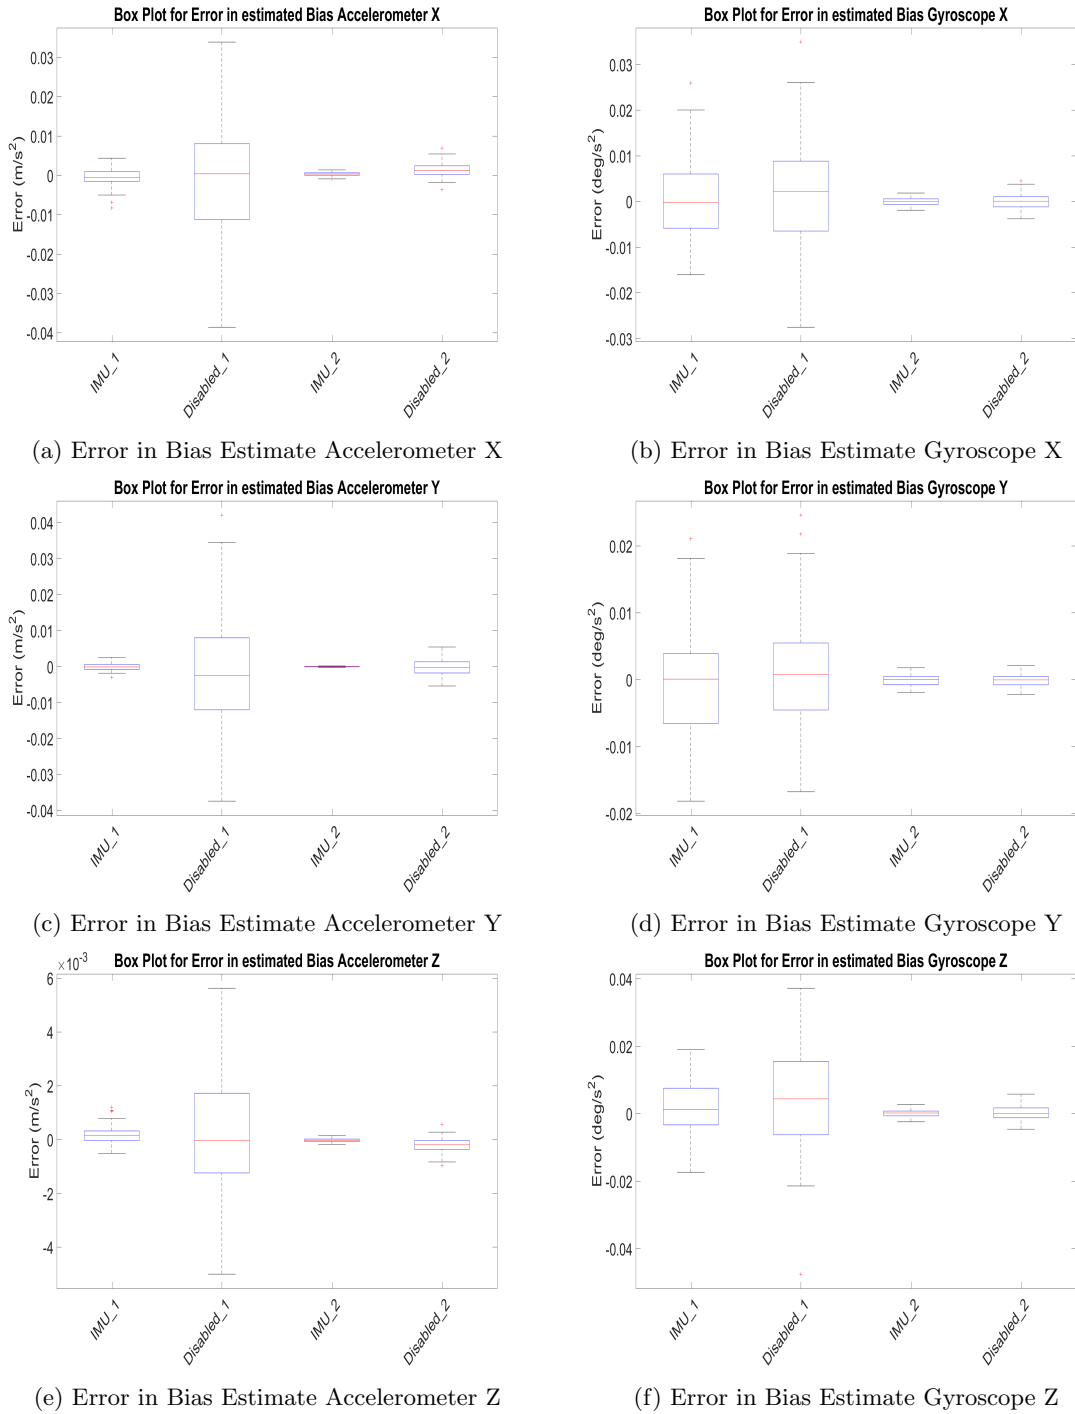 Box Plot for Error in estimated Bias Accelerometer X
Error (m/s²)
0.03
0.02
0.01
0
-0.01
-0.02
-0.03
-0.04
IMU_1
Disabled_1
IMU_2
Disabled_2
(a) Error in Bias Estimate Accelerometer X
Box Plot for Error in estimated Bias Gyroscope X
Error (deg/s²)
0.03
0.02
0.01
0
-0.01
-0.02
-0.03
IMU_1
Disabled_1
IMU_2
Disabled_2
(b) Error in Bias Estimate Gyroscope X
Box Plot for Error in estimated Bias Accelerometer Y
Error (m/s²)
0.04
0.03
0.02
0.01
0
-0.01
-0.02
-0.03
-0.04
IMU_1
Disabled_1
IMU_2
Disabled_2
(c) Error in Bias Estimate Accelerometer Y
Box Plot for Error in estimated Bias Gyroscope Y
Error (deg/s²)
0.02
0.01
0
-0.01
-0.02
IMU_1
Disabled_1
IMU_2
Disabled_2
(d) Error in Bias Estimate Gyroscope Y
Box Plot for Error in estimated Bias Accelerometer Z
×10⁻³
Error (m/s²)
6
4
2
0
-2
-4
IMU_1
Disabled_1
IMU_2
Disabled_2
(e) Error in Bias Estimate Accelerometer Z
Box Plot for Error in estimated Bias Gyroscope Z
Error (deg/s²)
0.04
0.02
0
-0.02
-0.04
IMU_1
Disabled_1
IMU_2
Disabled_2
(f) Error in Bias Estimate Gyroscope Z